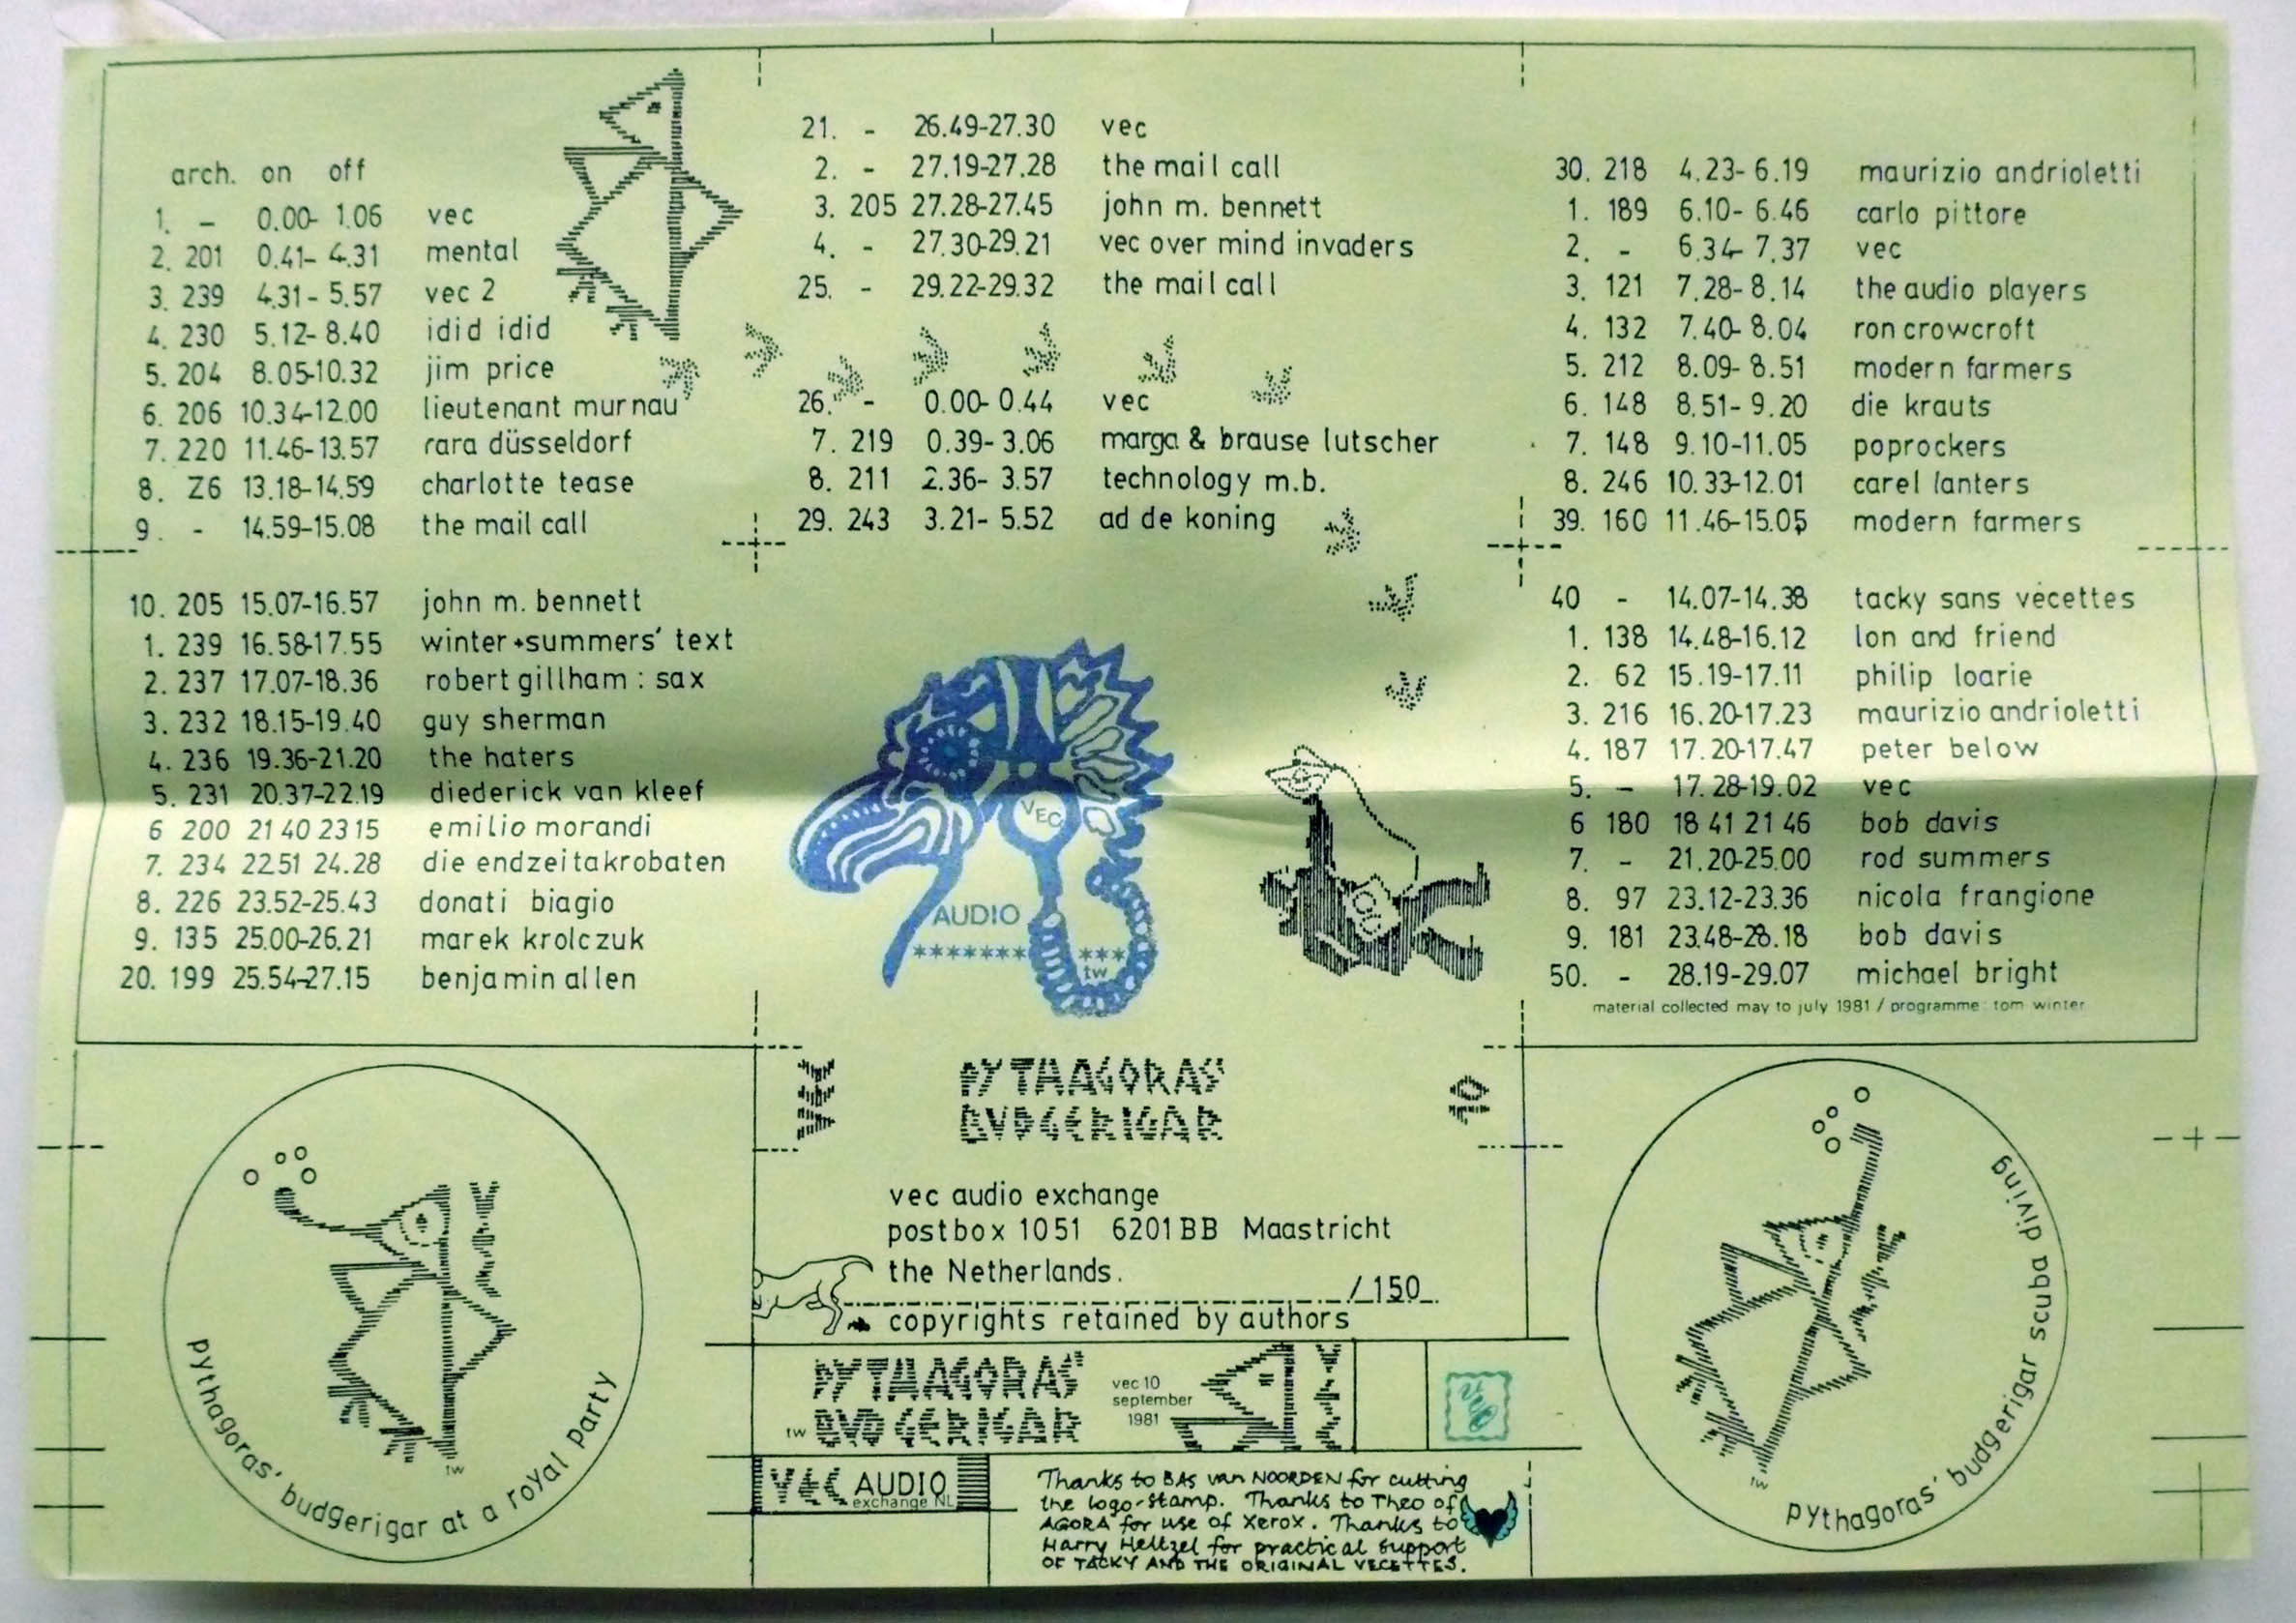 arch. on off
1. – 0.00- 1.06 vec
2. 201 0.41– 4.31 mental
3. 239 4.31 - 5.57 vec 2
4. 230 5.12- 8.40 idid idid
5. 204 8.05-10.32 jim price
6. 206 10.34-12.00 lieutenant murnau
7. 220 11.46-13.57 rara düsseldorf
8. Z6 13.18-14.59 charlotte tease
9. - 14.59-15.08 the mail call
10. 205 15.07-16.57 john m. bennett
1. 239 16.58-17.55 winter+summers' text
2. 237 17.07-18.36 robert gillham : sax
3. 232 18.15-19.40 guy sherman
4. 236 19.36-21.20 the haters
5. 231 20.37-22.19 diederick van kleef
6 200 21 40 23 15 emilio morandi
7. 234 22.51 24.28 die endzeitakrobaten
8. 226 23.52-25.43 donati biagio
9. 135 25.00-26.21 marek krolczuk
20. 199 25.54-27.15 benjamin allen
21. - 26.49-27.30 vec
2. - 27.19-27.28 the mail call
3. 205 27.28-27.45 john m. bennett
4. - 27.30-29.21 vec over mind invaders
25. - 29.22-29.32 the mail call
26. - 0.00- 0.44 vec
7. 219 0.39- 3.06 marga & brause lutscher
8. 211 2.36- 3.57 technology m.b.
29. 243 3.21- 5.52 ad de koning
30. 218 4.23- 6.19 maurizio andrioletti
1. 189 6.10- 6.46 carlo pittore
2. - 6.34- 7.37 vec
3. 121 7.28- 8.14 the audio players
4. 132 7.40- 8.04 ron crowcroft
5. 212 8.09- 8.51 modern farmers
6. 148 8.51- 9.20 die krauts
7. 148 9.10-11.05 poprockers
8. 246 10.33-12.01 carel lanters
39. 160 11.46-15.05 modern farmers
40 - 14.07-14.38 tacky sans vecettes
1. 138 14.48-16.12 lon and friend
2. 62 15.19-17.11 philip loarie
3. 216 16.20-17.23 maurizio andrioletti
4. 187 17.20-17.47 peter below
5. – 17.28-19.02 vec
6 180 18 41 21 46 bob davis
7. - 21.20-25.00 rod summers
8. 97 23.12-23.36 nicola frangione
9. 181 23.48-28.18 bob davis
50. - 28.19-29.07 michael bright
material collected may to july 1981 / programme: tom winter
VEC
AUDIO
************* ***
tw
VEC
PYTHAGORAS'
BUDGERIGAR
10
vec audio exchange
postbox 1051 6201 BB Maastricht
the Netherlands.
/150
copyrights retained by authors
PYTHAGORAS'
BUDGERIGAR
tw
vec 10
september
1981
VEC AUDIO
exchange NL
Thanks to BAS van NOORDEN for cutting
the logo-stamp. Thanks to Theo of
AGORA for use of Xerox. Thanks to
Harry Heltzel for practical support
OF TACKY AND THE ORIGINAL VECETTES.
tw
pythagoras' budgerigar at a royal party
tw
pythagoras' budgerigar scuba diving